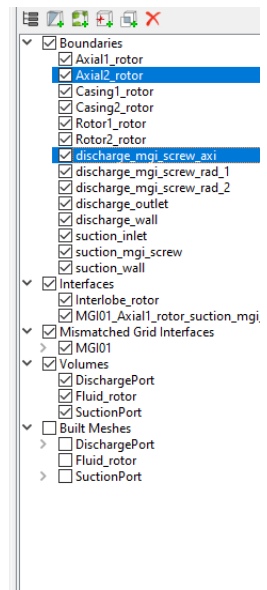 Boundaries
Axial1_rotor
Axial2_rotor
Casing1_rotor
Casing2_rotor
Rotor1_rotor
Rotor2_rotor
discharge_mgi_screw_axi
discharge_mgi_screw_rad_1
discharge_mgi_screw_rad_2
discharge_outlet
discharge_wall
suction_inlet
suction_mgi_screw
suction_wall
Interfaces
Interlobe_rotor
MGI01_Axial1_rotor_suction_mgi_
Mismatched Grid Interfaces
MGI01
Volumes
DischargePort
Fluid_rotor
SuctionPort
Built Meshes
DischargePort
Fluid_rotor
SuctionPort